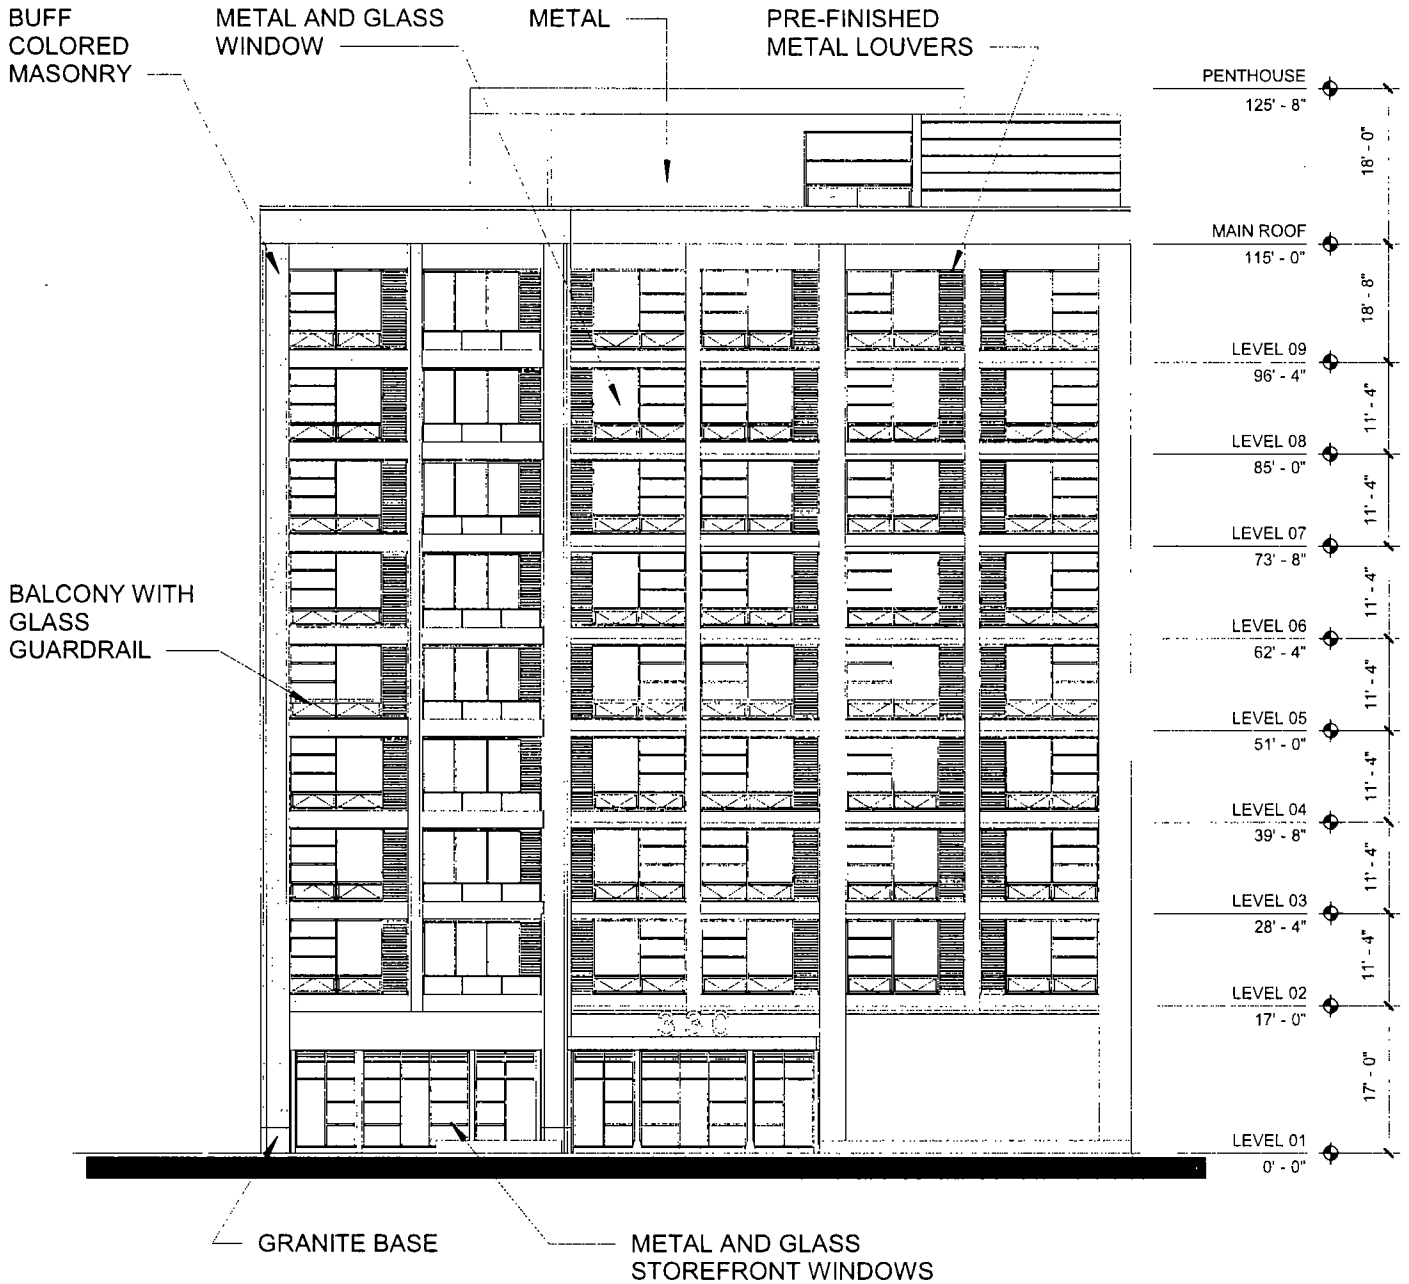 BUFF
COLORED
MASONRY
METAL AND GLASS
WINDOW
METAL
PRE-FINISHED
METAL LOUVERS
PENTHOUSE
125' - 8"
18' - 0"
MAIN ROOF
115' - 0"
18' - 8"
LEVEL 09
96' - 4"
11' - 4"
LEVEL 08
85' - 0"
11' - 4"
LEVEL 07
73' - 8"
11' - 4"
BALCONY WITH
GLASS
GUARDRAIL
LEVEL 06
62' - 4"
11' - 4"
LEVEL 05
51' - 0"
11' - 4"
LEVEL 04
39' - 8"
11' - 4"
LEVEL 03
28' - 4"
11' - 4"
LEVEL 02
17' - 0"
17' - 0"
LEVEL 01
0' - 0"
GRANITE BASE
METAL AND GLASS
STOREFRONT WINDOWS